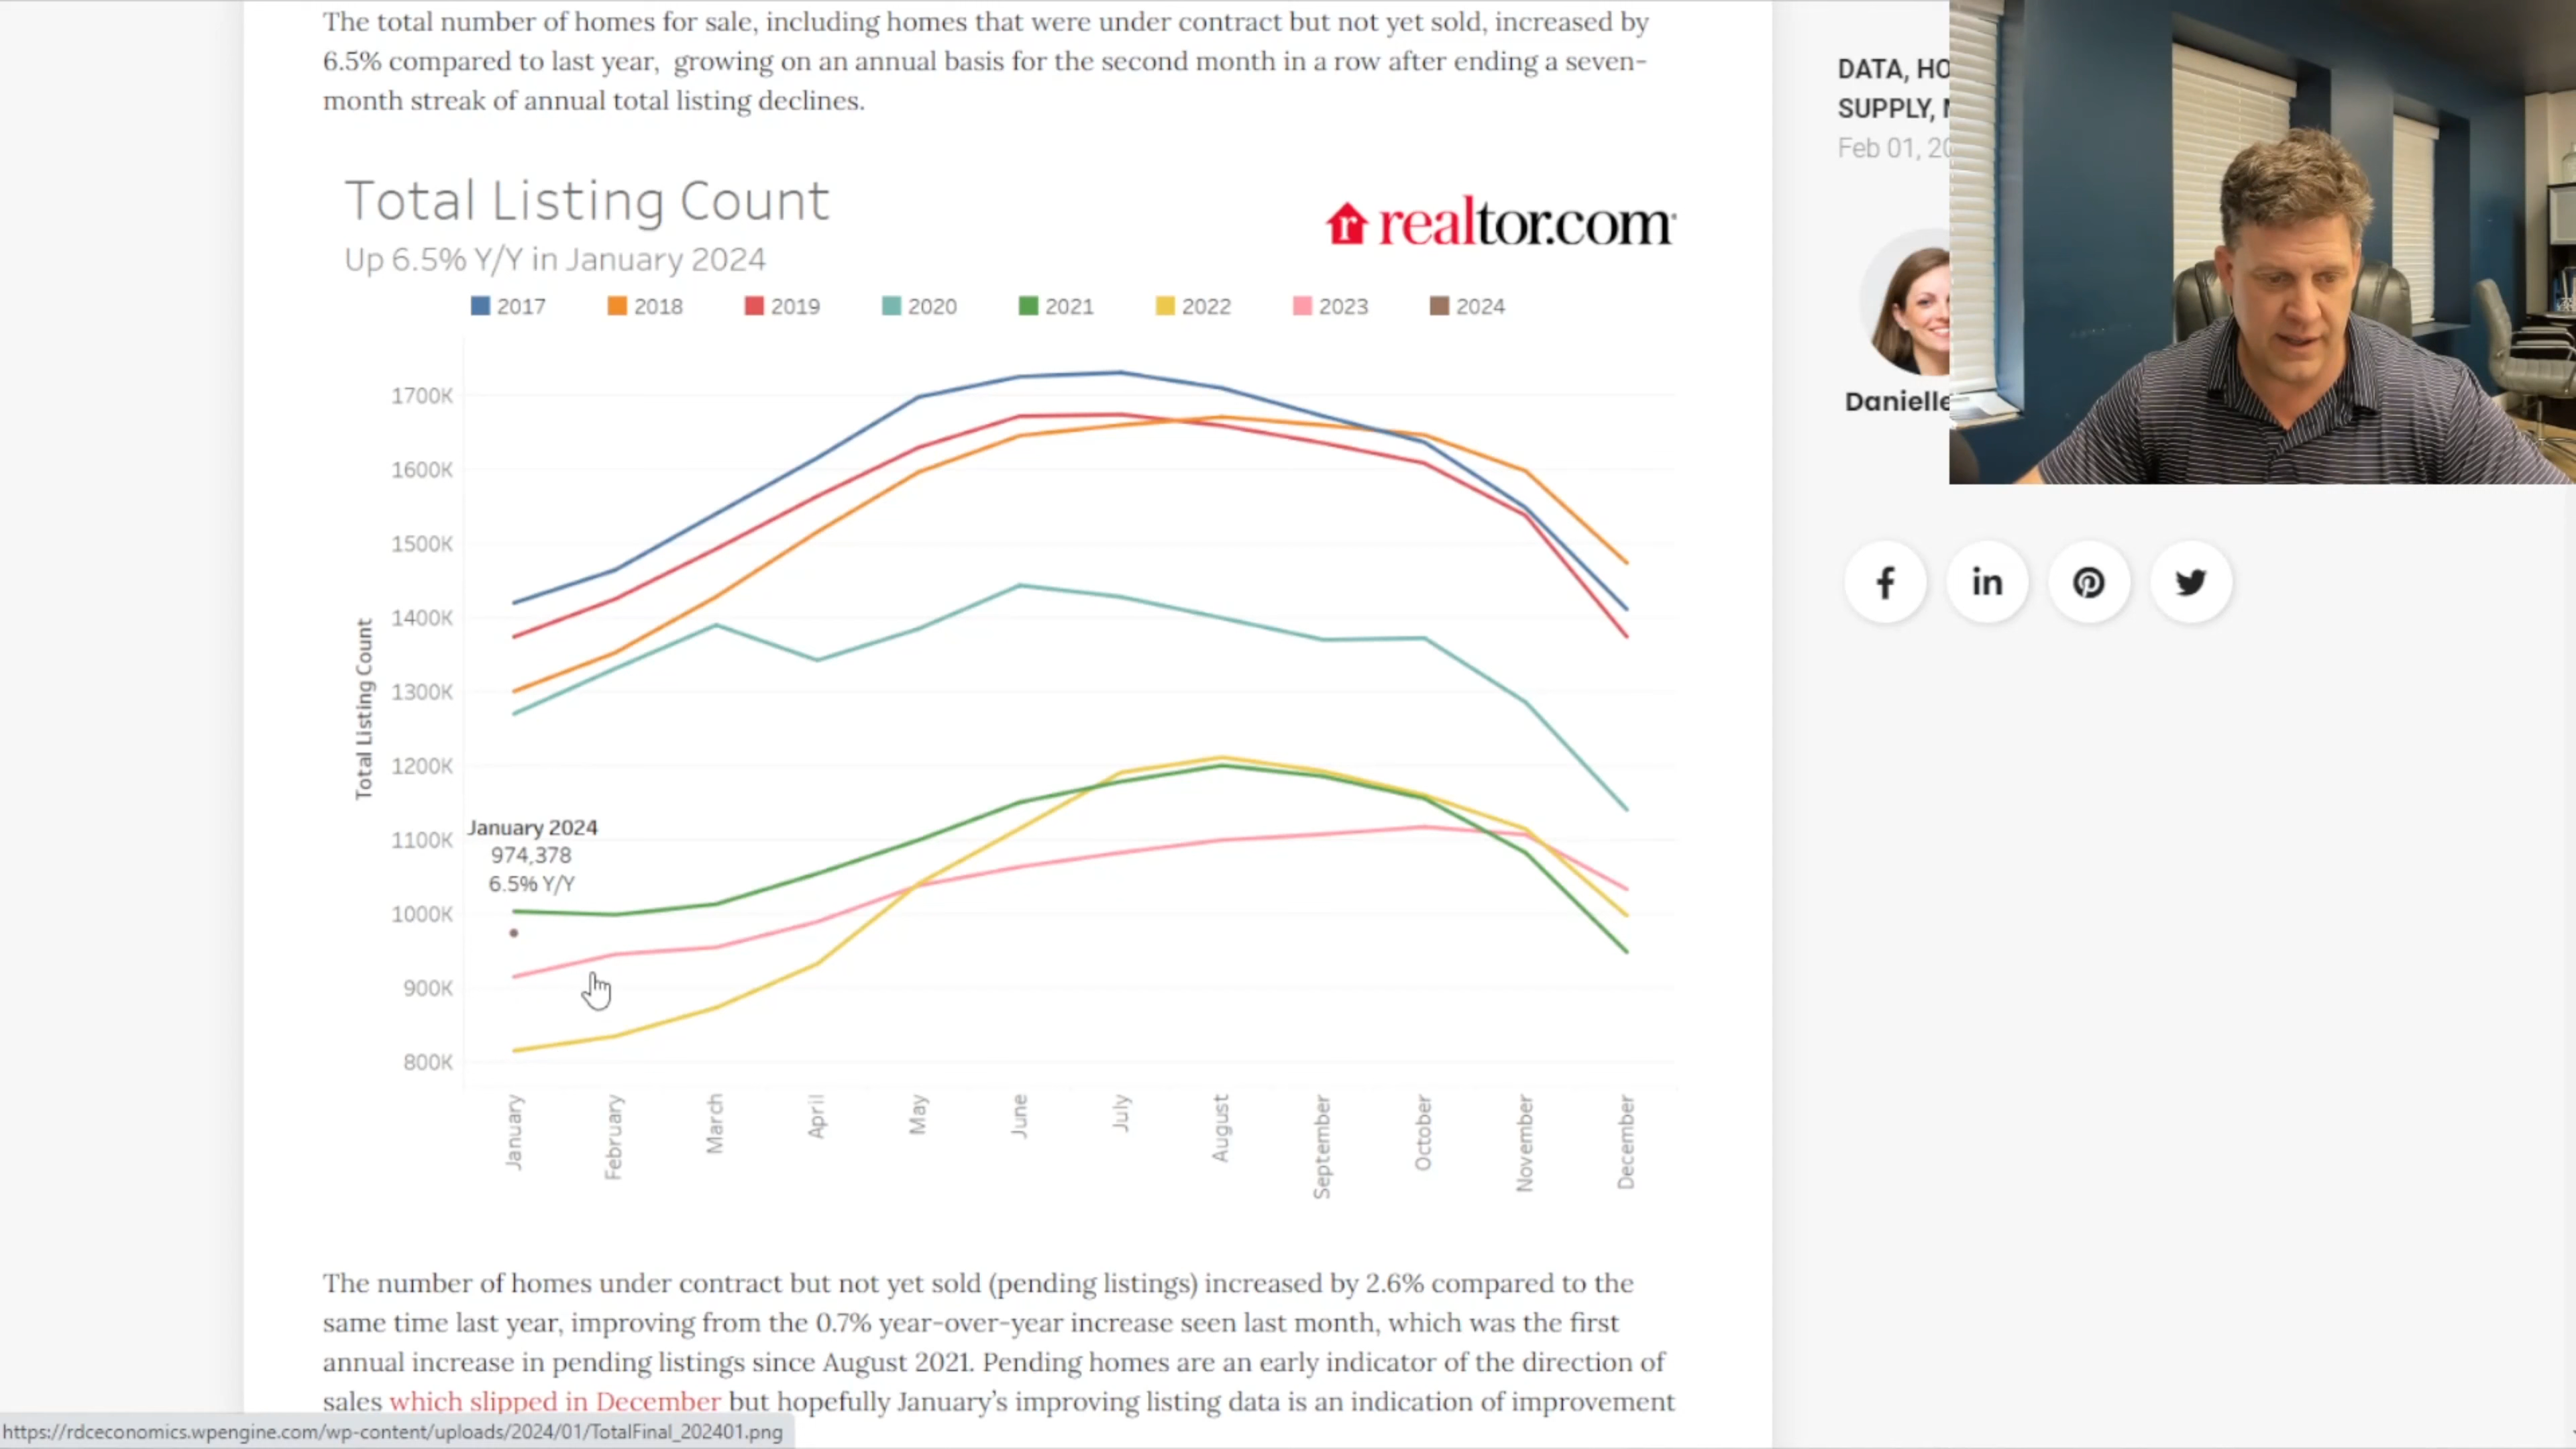 The total number of homes for sale, including homes that were under contract but not yet sold, increased by
6.5% compared to last year, growing on an annual basis for the second month in a row after ending a seven-
month streak of annual total listing declines.
Total Listing Count
Up 6.5% Y/Y in January 2024
realtor.com
2017 2018 2019 2020 2021 2022 2023 2024
1700K
1600K
1500K
1400K
1300K
1200K
1100K
1000K
900K
800K
Total Listing Count
January 2024
974,378
6.5% Y/Y
January February March April May June July August September October November December
The number of homes under contract but not yet sold (pending listings) increased by 2.6% compared to the
same time last year, improving from the 0.7% year-over-year increase seen last month, which was the first
annual increase in pending listings since August 2021. Pending homes are an early indicator of the direction of
sales which slipped in December but hopefully January's improving listing data is an indication of improvement
https://rdceconomics.wpengine.com/wp-content/uploads/2024/01/TotalFinal_202401.png
DATA,
SUPPLY,
Feb 01,
Danielle